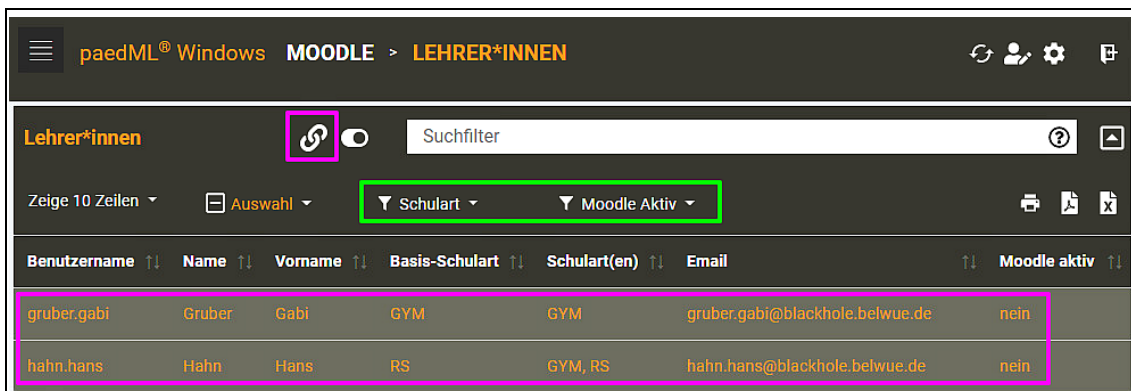 paedML® Windows MOODLE > LEHRER*INNEN
Lehrer*innen Suchfilter
Zeige 10 Zeilen Auswahl Schulart Moodle Aktiv
Benutzername Name Vorname Basis-Schulart Schulart(en) Email Moodle aktiv
gruber.gabi Gruber Gabi GYM GYM gruber.gabi@blackhole.belwue.de nein
hahn.hans Hahn Hans RS GYM, RS hahn.hans@blackhole.belwue.de nein